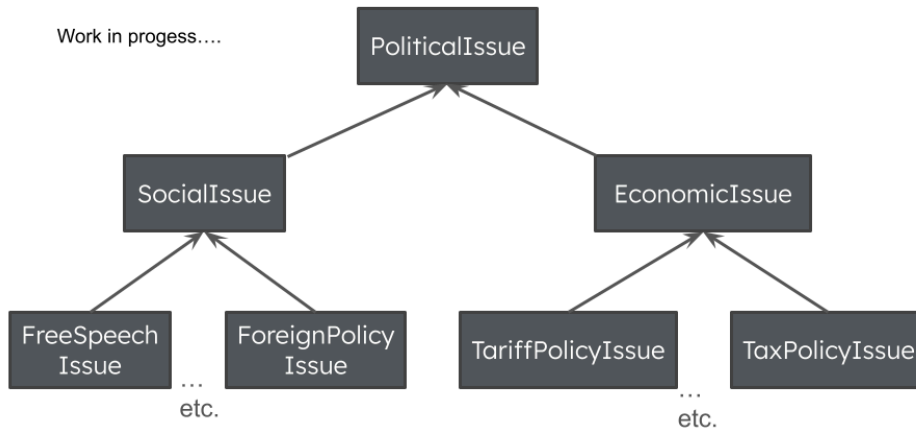 Work in progess....
PoliticalIssue
SocialIssue
EconomicIssue
FreeSpeech
Issue
ForeignPolicy
Issue
TariffPolicyIssue
TaxPolicyIssue
...
etc.
...
etc.